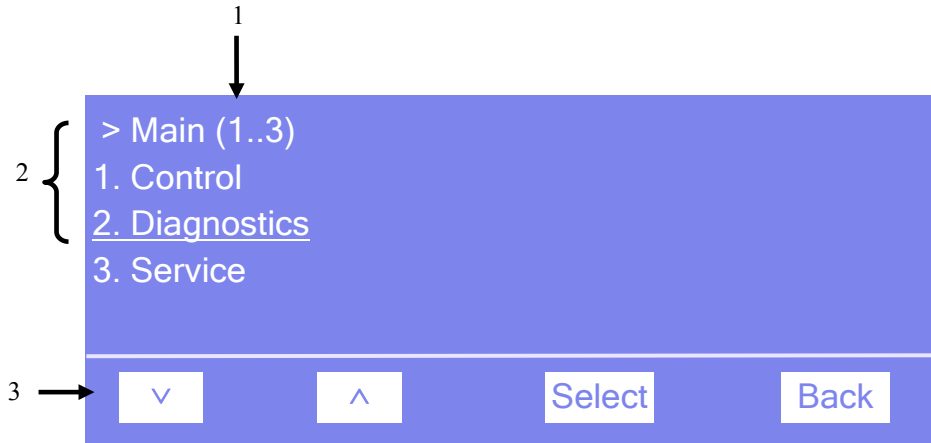 1
> Main (1..3)
2
1. Control
2. Diagnostics
3. Service
3
˅ ˄ Select Back